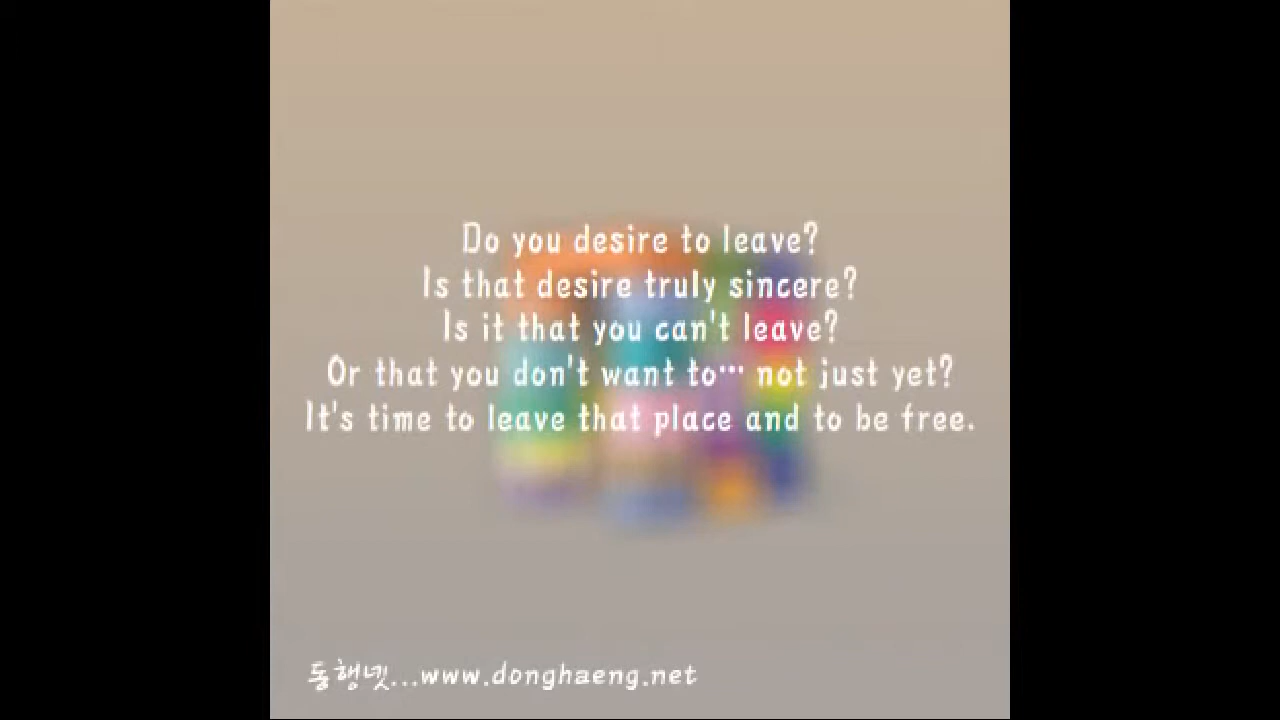 Do you desire to leave?
Is that desire truly sincere?
Is it that you can't leave?
Or that you don't want to… not just yet?
It's time to leave that place and to be free.
동행넷...www.donghaeng.net